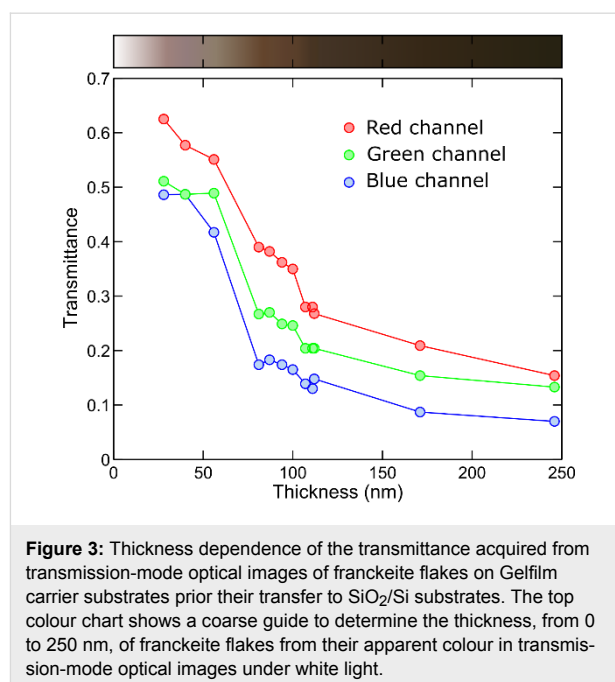 0.7
0.6
0.5
0.4
0.3
0.2
0.1
0
Transmittance
Red channel
Green channel
Blue channel
0 50 100 150 200 250
Thickness (nm)
Figure 3: Thickness dependence of the transmittance acquired from
transmission-mode optical images of franckeite flakes on Gelfilm
carrier substrates prior their transfer to SiO2/Si substrates. The top
colour chart shows a coarse guide to determine the thickness, from 0
to 250 nm, of franckeite flakes from their apparent colour in transmis-
sion-mode optical images under white light.